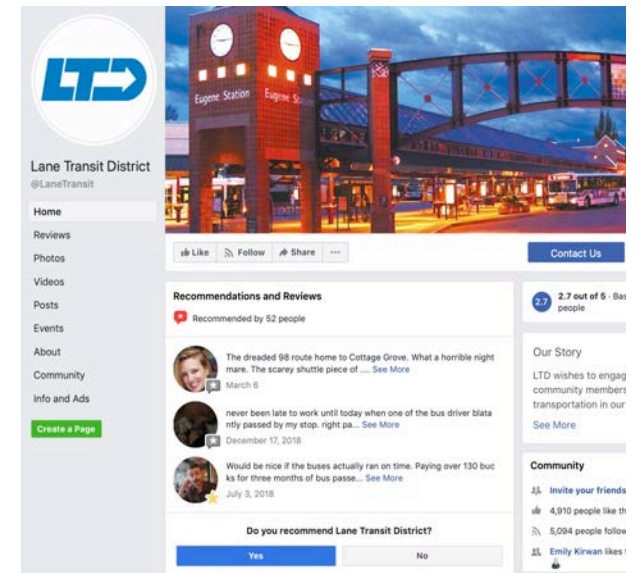 LTD
Eugene Station
Eugene
Lane Transit District
@LaneTransit
Home
Reviews
Photos
Videos
Posts
Events
About
Community
Info and Ads
Create a Page
Like
Follow
Share
...
Contact Us
Recommendations and Reviews
Recommended by 52 people
The dreaded 98 route home to Cottage Grove. What a horrible night
mare. The scarey shuttle piece of .... See More
March 6
never been late to work until today when one of the bus driver blata
ntly passed by my stop. right pa... See More
December 17, 2018
Would be nice if the buses actually ran on time. Paying over 130 buc
ks for three months of bus passe... See More
July 3, 2018
Do you recommend Lane Transit District?
Yes
No
2.7
2.7 out of 5 · Bas
people
Our Story
LTD wishes to engag
community members
transportation in our
See More
Community
Invite your friends
4,910 people like th
5,094 people follow
Emily Kirwan likes